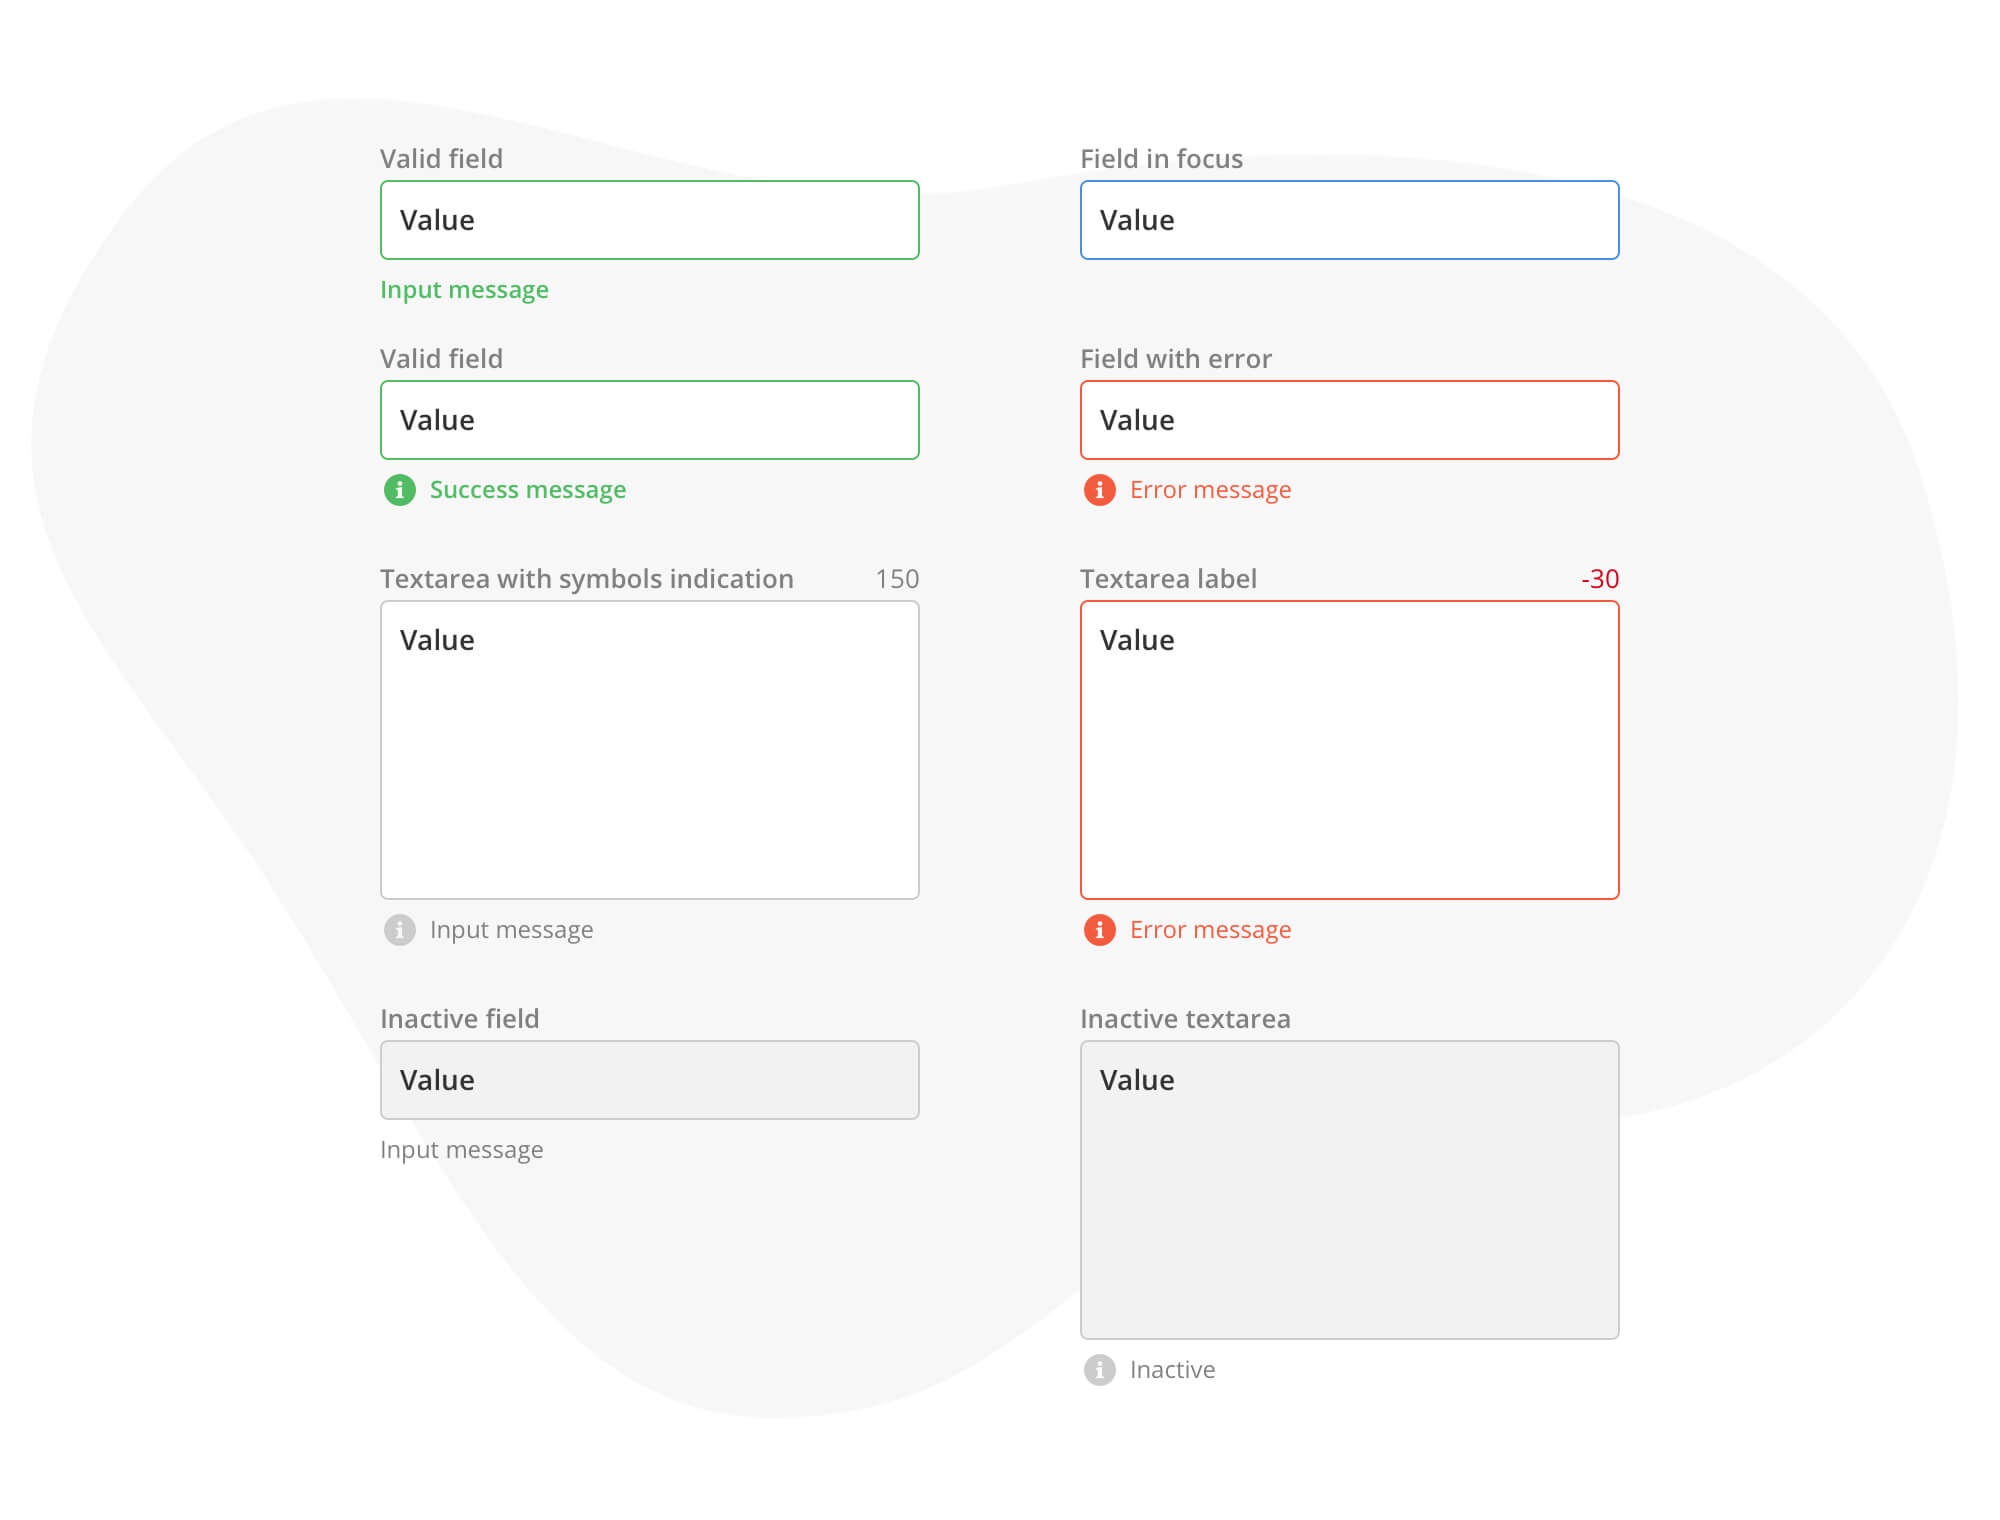 Valid field
Value
Input message
Field in focus
Value
Valid field
Value
Success message
Field with error
Value
Error message
Textarea with symbols indication 150
Value
Input message
Textarea label -30
Value
Error message
Inactive field
Value
Input message
Inactive textarea
Value
Inactive